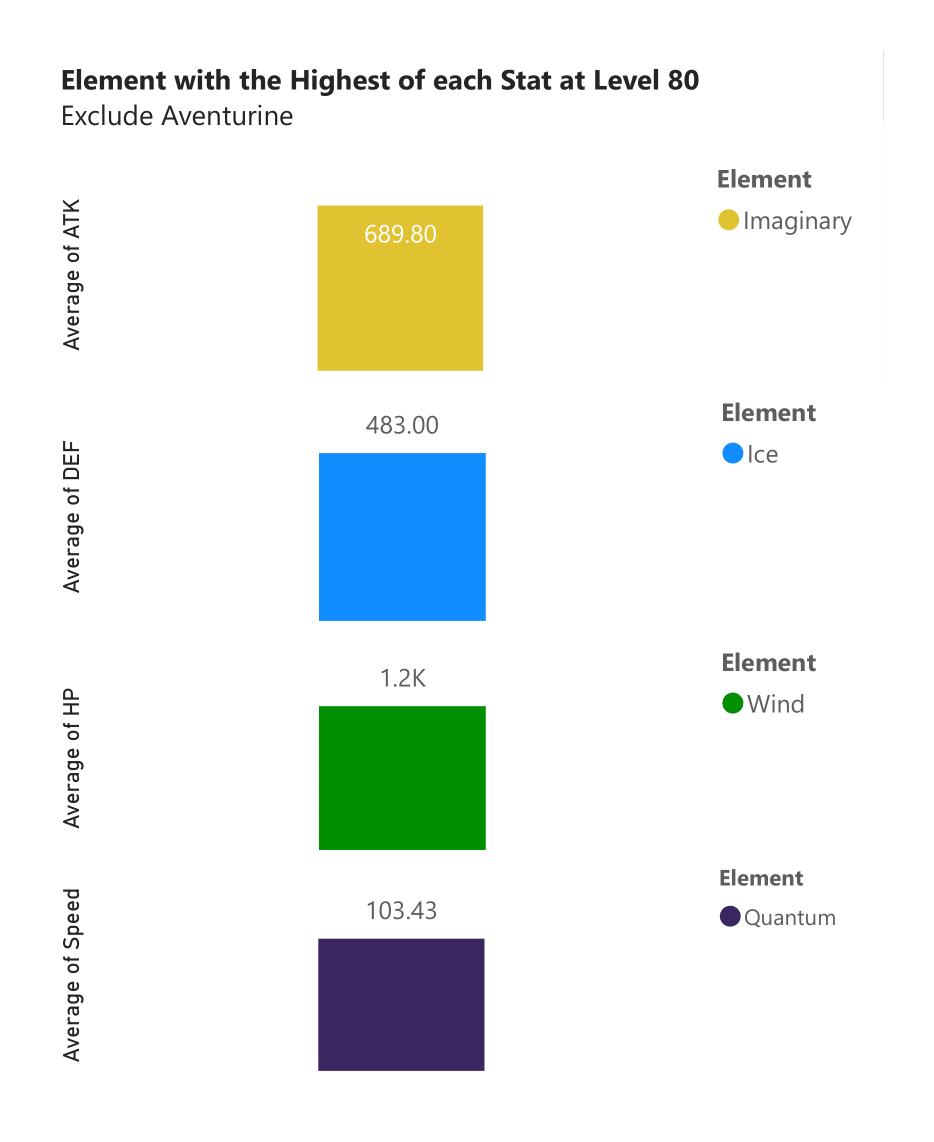 Element with the Highest of each Stat at Level 80
Exclude Aventurine
Average of ATK
689.80
Element
Imaginary
Average of DEF
483.00
Element
Ice
Average of HP
1.2K
Element
Wind
Average of Speed
103.43
Element
Quantum